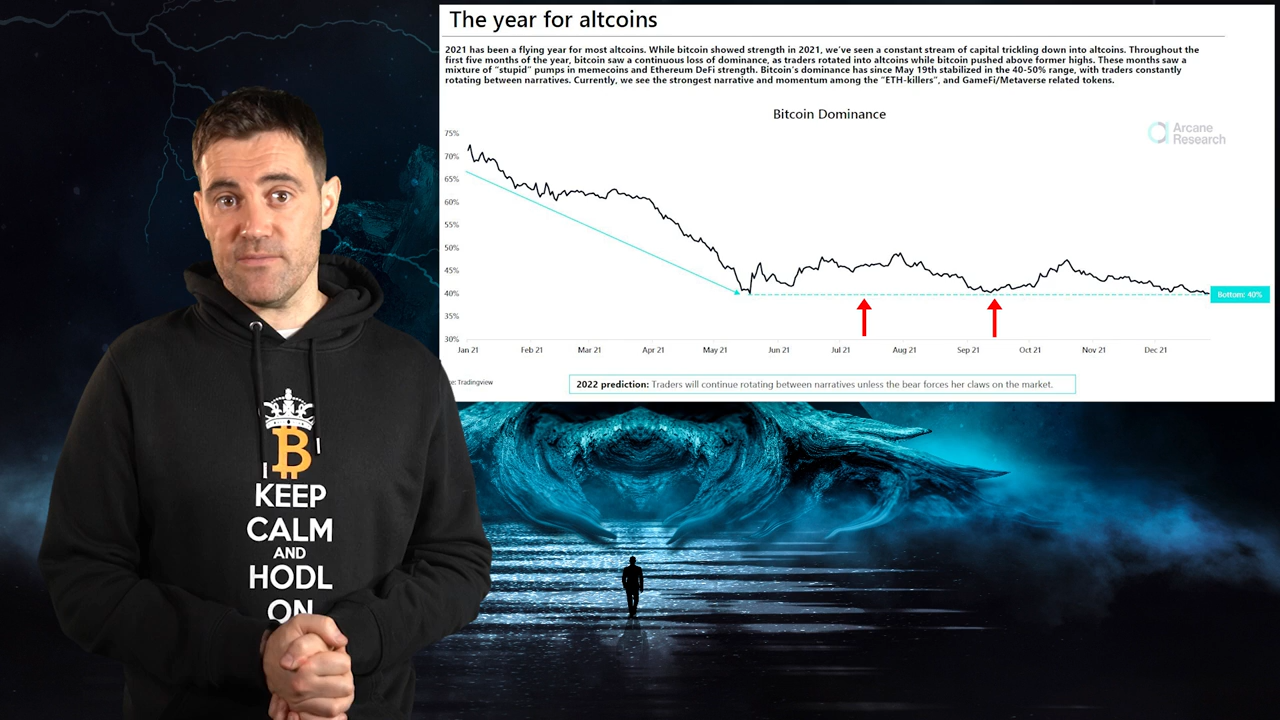 The year for altcoins
2021 has been a flying year for most altcoins. While bitcoin showed strength in 2021, we've seen a constant stream of capital trickling down into altcoins. Throughout the
first five months of the year, bitcoin saw a continuous loss of dominance, as traders rotated into altcoins while bitcoin pushed above former highs. These months saw a
mixture of "stupid" pumps in memecoins and Ethereum DeFi strength. Bitcoin's dominance has since May 19th stabilized in the 40-50% range, with traders constantly
rotating between narratives. Currently, we see the strongest narrative and momentum among the "ETH-killers", and GameFi/Metaverse related tokens.
Bitcoin Dominance
Arcane
Research
75%
70%
65%
60%
55%
50%
45%
40%
35%
30%
Bottom: 40%
Jan 21 Feb 21 Mar 21 Apr 21 May 21 Jun 21 Jul 21 Aug 21 Sep 21 Oct 21 Nov 21 Dec 21
Tradingview
2022 prediction: Traders will continue rotating between narratives unless the bear forces her claws on the market.
KEEP
CALM
AND
HODL
ON